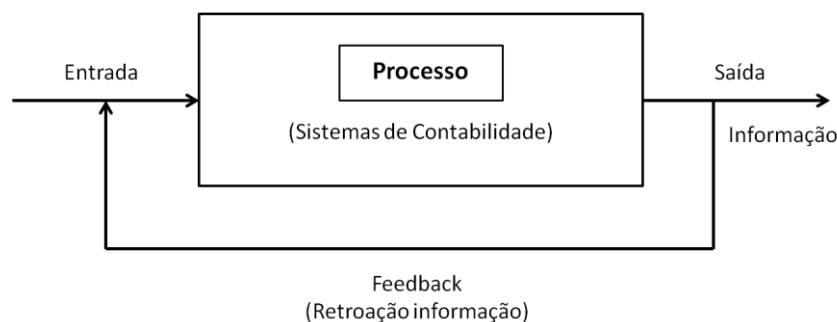 Entrada
Processo
Saída
(Sistemas de Contabilidade)
Informação
Feedback
(Retroação informação)